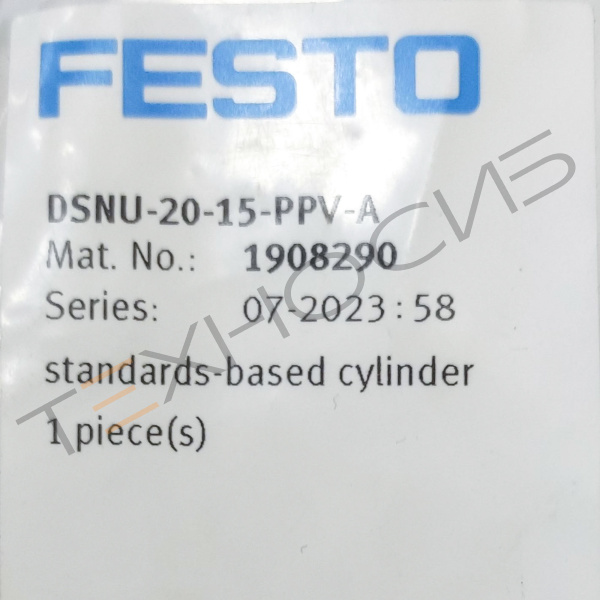 FESTO
DSNU-20-15-PPV-A
Mat. No.: 1908290
Series: 07-2023:58
standards-based cylinder
1 piece(s)
ТЕХНОСИБ